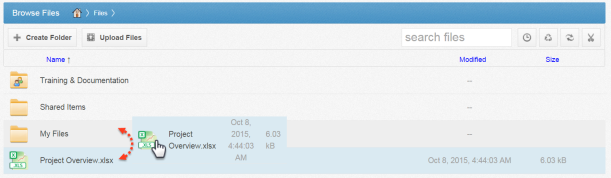 Browse Files Files
Create Folder Upload Files search files
Name ↑ Modified Size
Training & Documentation --
Shared Items --
My Files --
Project Overview.xlsx Oct 8, 2015, 4:44:03 AM 6.03 kB
X
XLS
Project Overview.xlsx Oct 8, 2015, 4:44:03 AM 6.03 kB
XLS